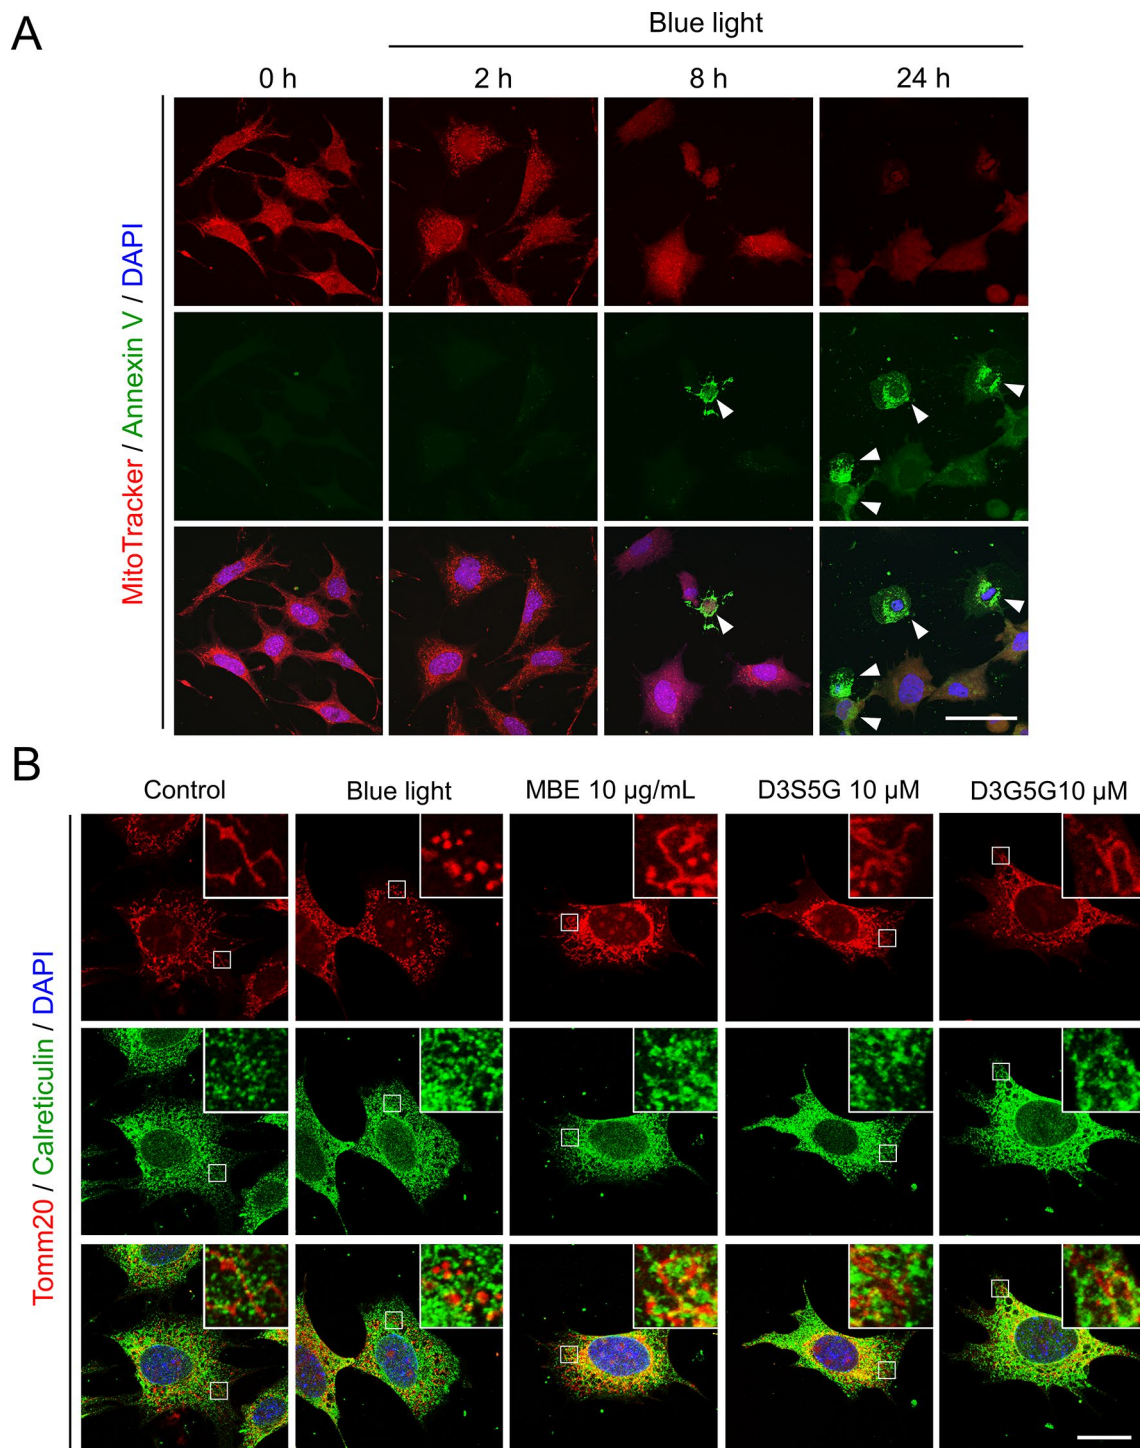 A
Blue light
0 h
2 h
8 h
24 h
MitoTracker / Annexin V / DAPI
B
Control
Blue light
MBE 10 µg/mL
D3S5G 10 µM
D3G5G10 µM
Tomm20 / Calreticulin / DAPI